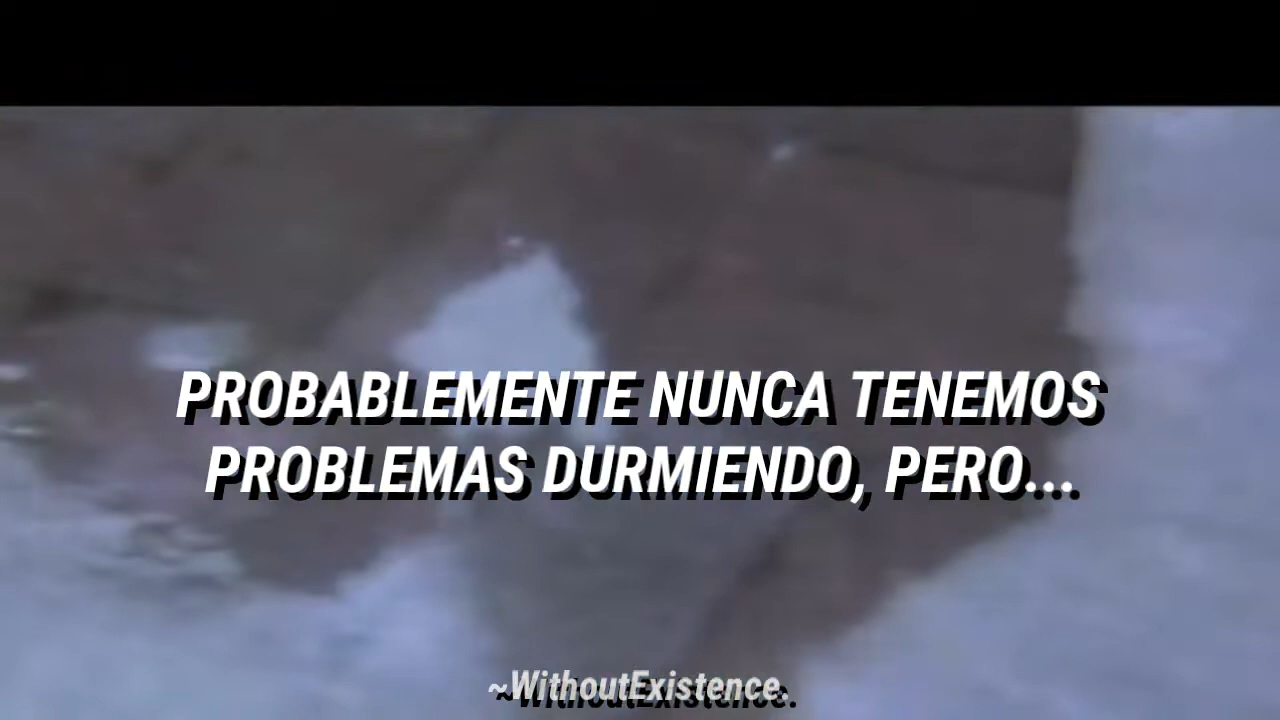 PROBABLEMENTE NUNCA TENEMOS
PROBLEMAS DURMIENDO, PERO...
~WithoutExistence.